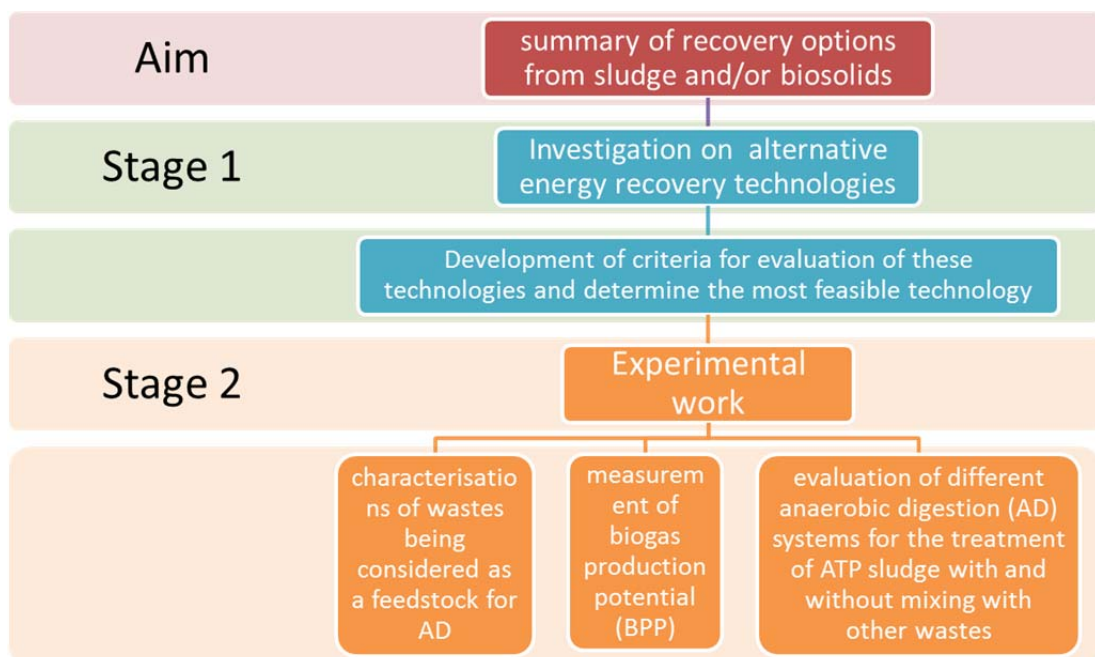 Aim
summary of recovery options
from sludge and/or biosolids
Stage 1
Investigation on alternative
energy recovery technologies
Development of criteria for evaluation of these
technologies and determine the most feasible technology
Stage 2
Experimental
work
characterisatio
ns of wastes
being
considered as
a feedstock for
AD
measurem
ent of
biogas
production
potential
(BPP)
evaluation of different
anaerobic digestion (AD)
systems for the treatment
of ATP sludge with and
without mixing with
other wastes